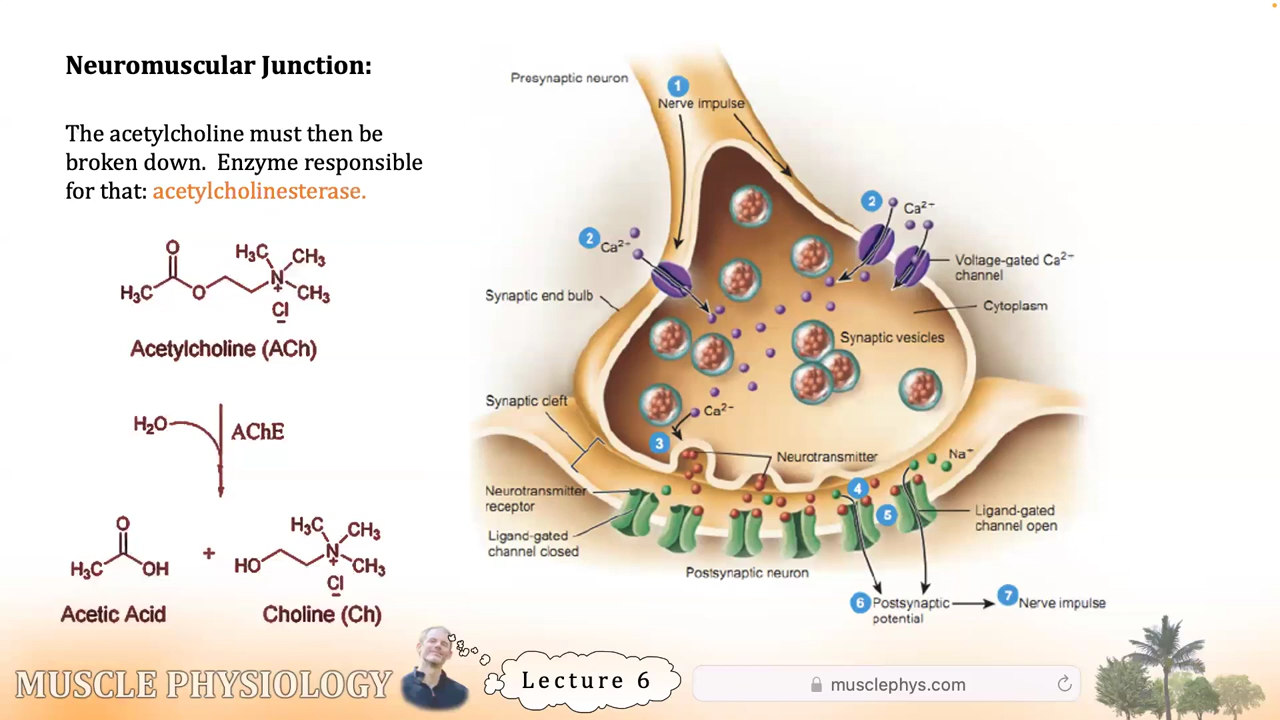 Neuromuscular Junction:
The acetylcholine must then be
broken down. Enzyme responsible
for that: acetylcholinesterase.
O
H₃C
O
H₃C
CH₃
N
+
CH₃
Cl
−
Acetylcholine (ACh)
H₂O
AChE
O
H₃C
OH
Acetic Acid
+
H₃C
CH₃
HO
N
+
CH₃
Cl
−
Choline (Ch)
Presynaptic neuron
1
Nerve impulse
2
Ca²⁻
2
Ca²⁻
Voltage-gated Ca²⁻
channel
Synaptic end bulb
Cytoplasm
Synaptic vesicles
Synaptic cleft
Ca²⁻
3
Neurotransmitter
Na⁺
Neurotransmitter
receptor
4
5
Ligand-gated
channel open
Ligand-gated
channel closed
Postsynaptic neuron
6
Postsynaptic
potential
7
Nerve impulse
MUSCLE PHYSIOLOGY
Lecture 6
musclephys.com